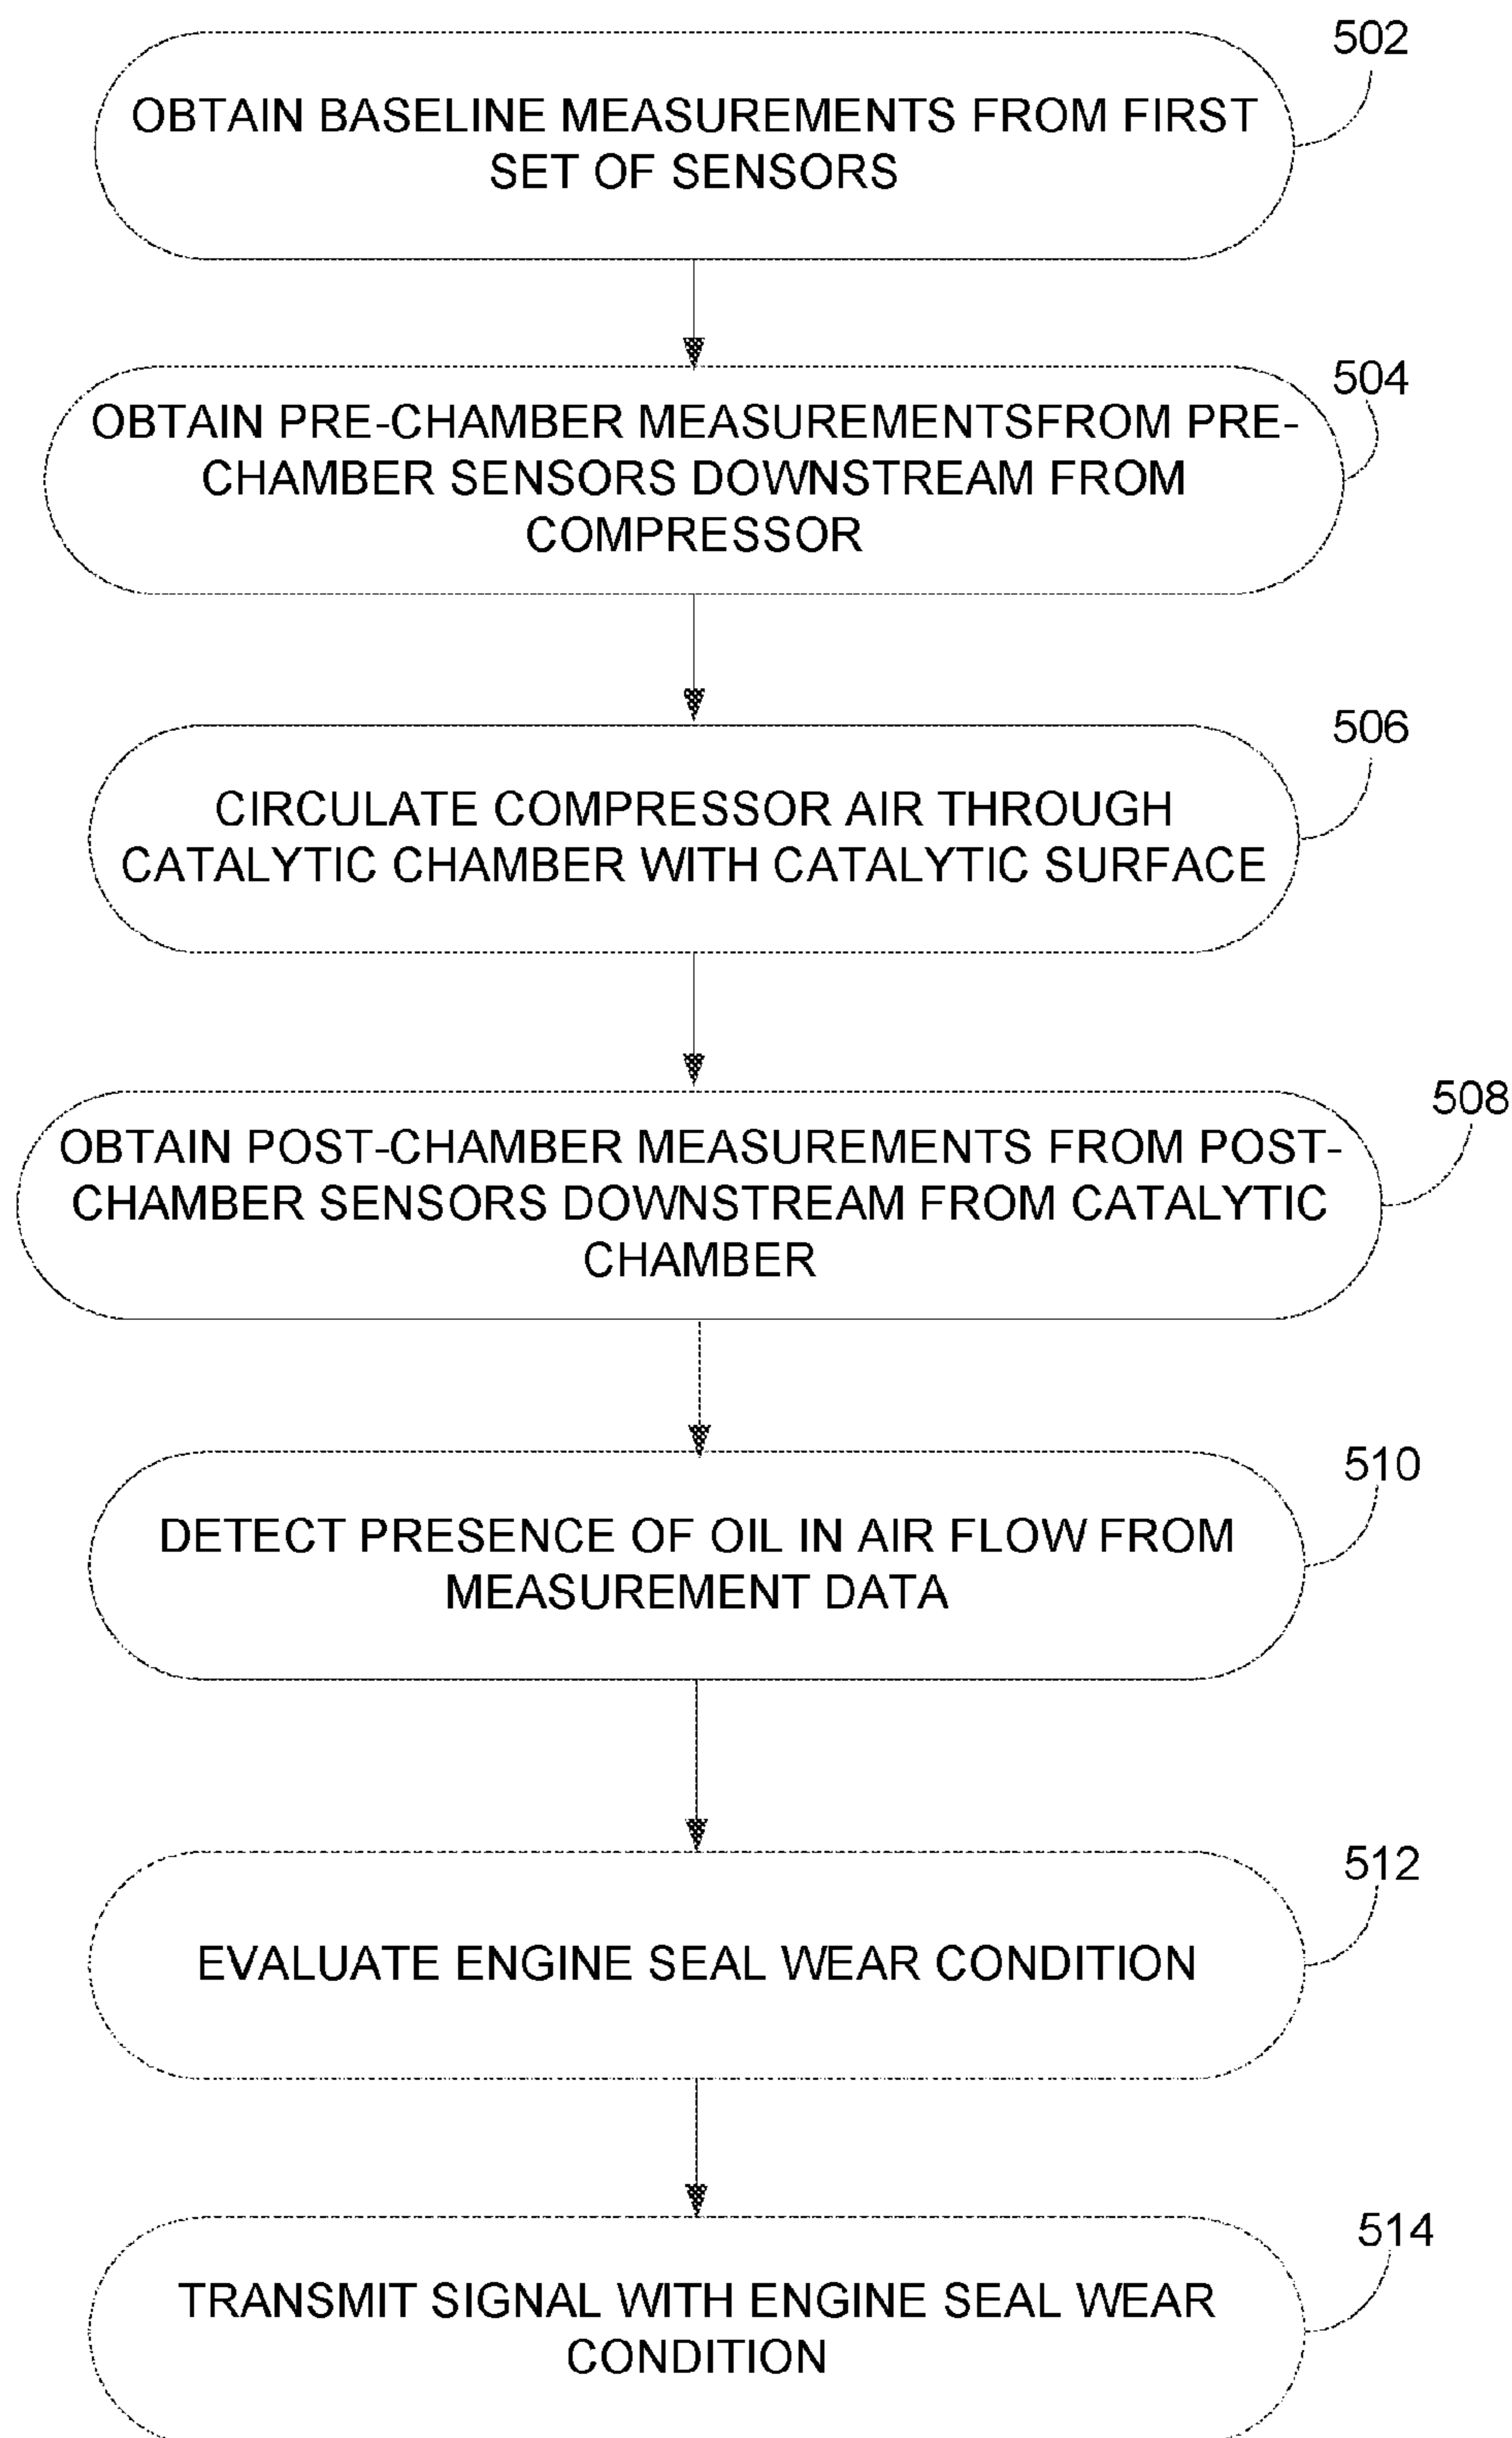 502
OBTAIN BASELINE MEASUREMENTS FROM FIRST
SET OF SENSORS
504
OBTAIN PRE-CHAMBER MEASUREMENTSFROM PRE-
CHAMBER SENSORS DOWNSTREAM FROM
COMPRESSOR
506
CIRCULATE COMPRESSOR AIR THROUGH
CATALYTIC CHAMBER WITH CATALYTIC SURFACE
508
OBTAIN POST-CHAMBER MEASUREMENTS FROM POST-
CHAMBER SENSORS DOWNSTREAM FROM CATALYTIC
CHAMBER
510
DETECT PRESENCE OF OIL IN AIR FLOW FROM
MEASUREMENT DATA
512
EVALUATE ENGINE SEAL WEAR CONDITION
514
TRANSMIT SIGNAL WITH ENGINE SEAL WEAR
CONDITION